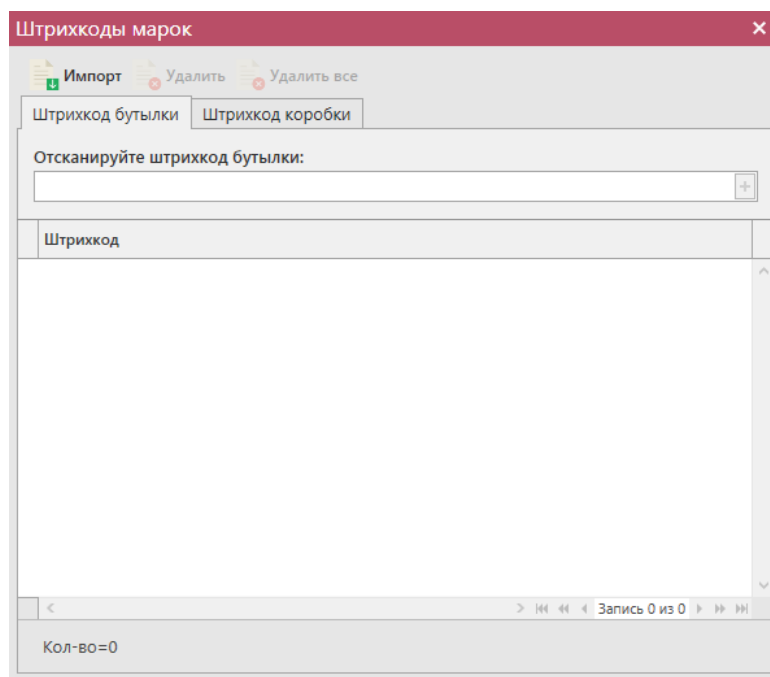 Штрихкоды марок
Импорт Удалить Удалить все
Штрихкод бутылки Штрихкод коробки
Отсканируйте штрихкод бутылки:
Штрихкод
Запись 0 из 0
Кол-во=0